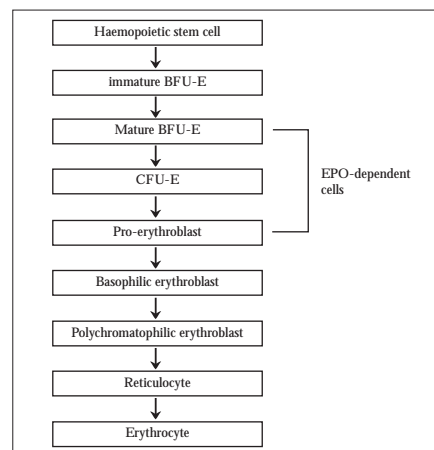 Haemopoietic stem cell
immature BFU-E
Mature BFU-E
CFU-E
EPO-dependent
cells
Pro-erythroblast
Basophilic erythroblast
Polychromatophilic erythroblast
Reticulocyte
Erythrocyte